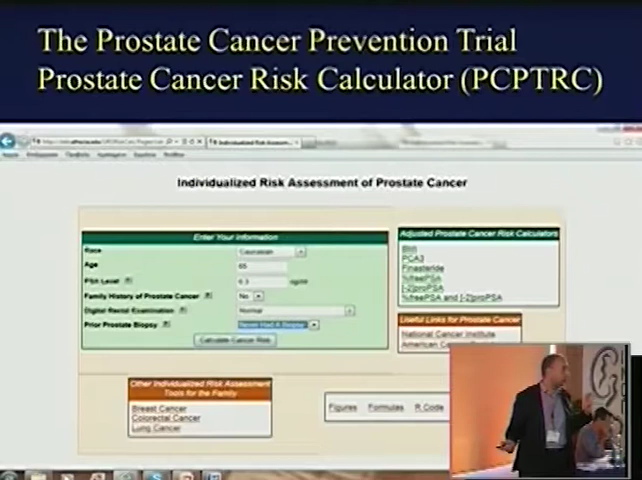 The Prostate Cancer Prevention Trial
Prostate Cancer Risk Calculator (PCPTRC)
Individualized Risk Assessment of Prostate Cancer
Enter Your Information
Race
Caucasian
Age
65
PSA Level
ng/ml
Family History of Prostate Cancer
No
Digital Rectal Examination
Normal
Prior Prostate Biopsy
Never Had A Biopsy
Calculate Cancer Risk
Adjusted Prostate Cancer Risk Calculators
BMI
PCA3
Finasteride
%freePSA
[-2]proPSA
%freePSA and [-2]proPSA
Useful Links for Prostate Cancer
National Cancer Institute
American
Other Individualized Risk Assessment
Tools for the Family
Breast Cancer
Colorectal Cancer
Lung Cancer
Figures Formulas R Code